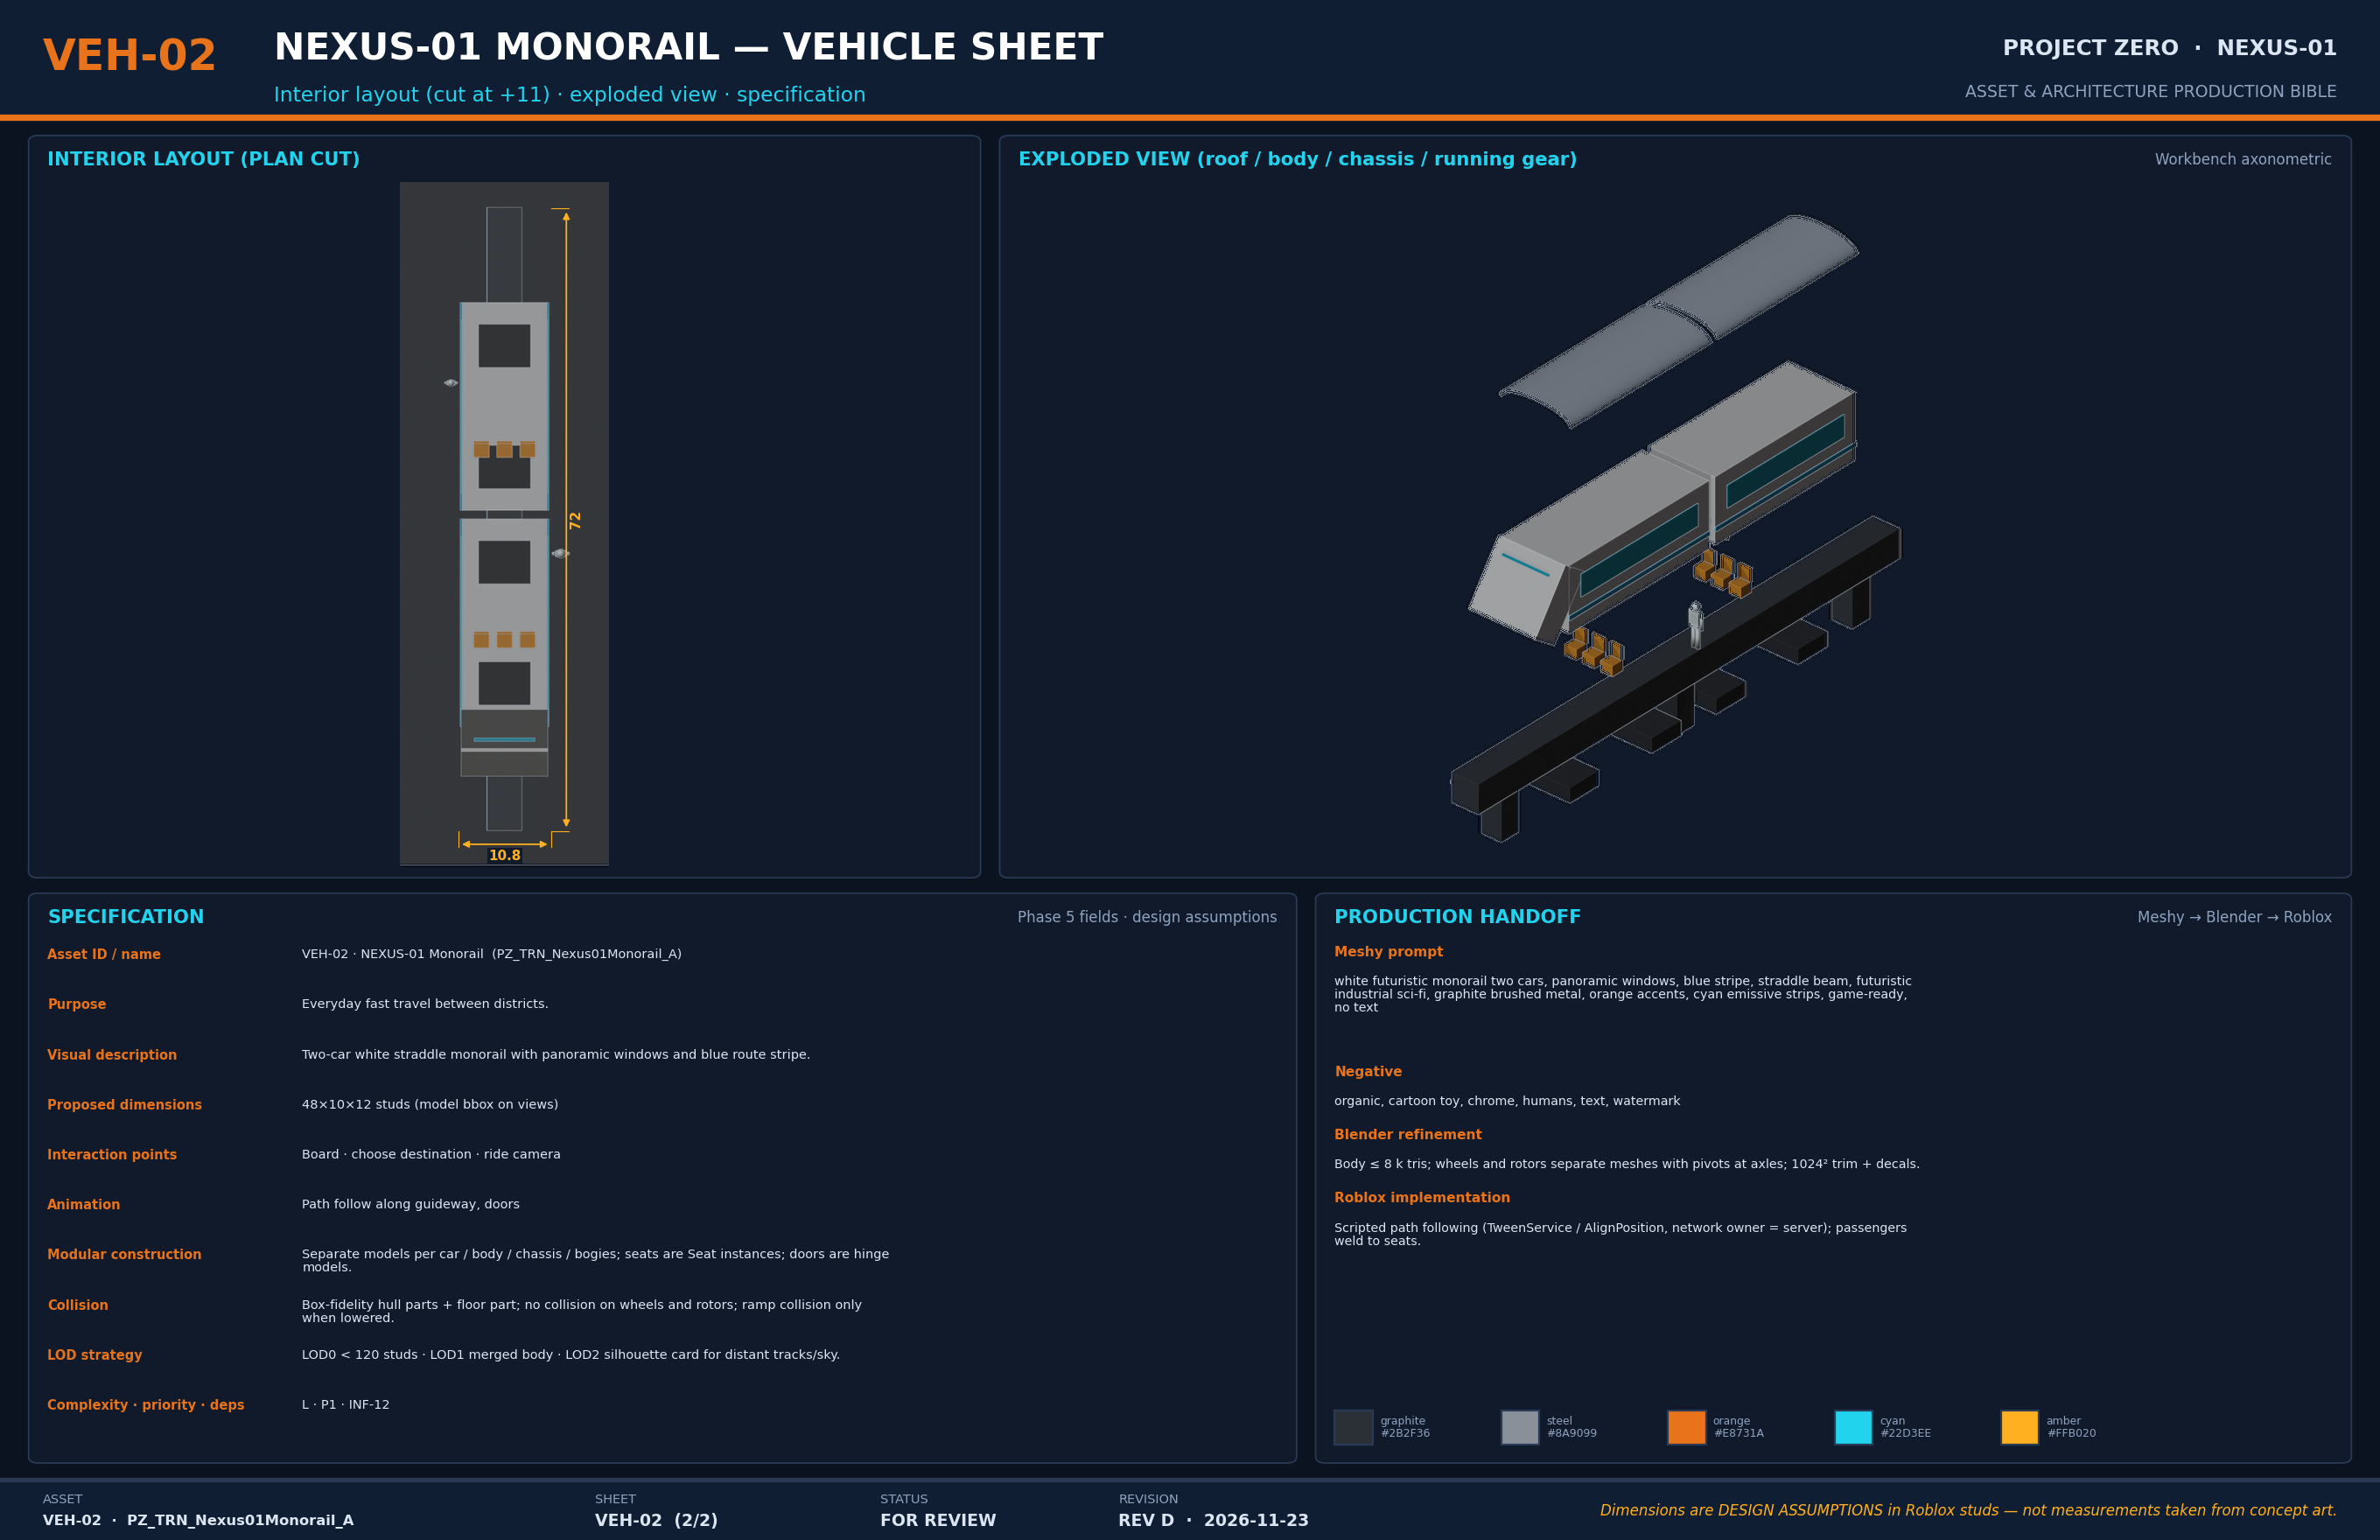 VEH-02
NEXUS-01 MONORAIL — VEHICLE SHEET
Interior layout (cut at +11) · exploded view · specification
PROJECT ZERO · NEXUS-01
ASSET & ARCHITECTURE PRODUCTION BIBLE
INTERIOR LAYOUT (PLAN CUT)
72
10.8
EXPLODED VIEW (roof / body / chassis / running gear)
Workbench axonometric
SPECIFICATION
Phase 5 fields · design assumptions
Asset ID / name
VEH-02 · NEXUS-01 Monorail (PZ_TRN_Nexus01Monorail_A)
Purpose
Everyday fast travel between districts.
Visual description
Two-car white straddle monorail with panoramic windows and blue route stripe.
Proposed dimensions
48×10×12 studs (model bbox on views)
Interaction points
Board · choose destination · ride camera
Animation
Path follow along guideway, doors
Modular construction
Separate models per car / body / chassis / bogies; seats are Seat instances; doors are hinge
models.
Collision
Box-fidelity hull parts + floor part; no collision on wheels and rotors; ramp collision only
when lowered.
LOD strategy
LOD0 < 120 studs · LOD1 merged body · LOD2 silhouette card for distant tracks/sky.
Complexity · priority · deps
L · P1 · INF-12
PRODUCTION HANDOFF
Meshy → Blender → Roblox
Meshy prompt
white futuristic monorail two cars, panoramic windows, blue stripe, straddle beam, futuristic
industrial sci-fi, graphite brushed metal, orange accents, cyan emissive strips, game-ready,
no text
Negative
organic, cartoon toy, chrome, humans, text, watermark
Blender refinement
Body ≤ 8 k tris; wheels and rotors separate meshes with pivots at axles; 1024² trim + decals.
Roblox implementation
Scripted path following (TweenService / AlignPosition, network owner = server); passengers
weld to seats.
graphite
#2B2F36
steel
#8A9099
orange
#E8731A
cyan
#22D3EE
amber
#FFB020
ASSET
VEH-02 · PZ_TRN_Nexus01Monorail_A
SHEET
VEH-02 (2/2)
STATUS
FOR REVIEW
REVISION
REV D · 2026-11-23
Dimensions are DESIGN ASSUMPTIONS in Roblox studs — not measurements taken from concept art.